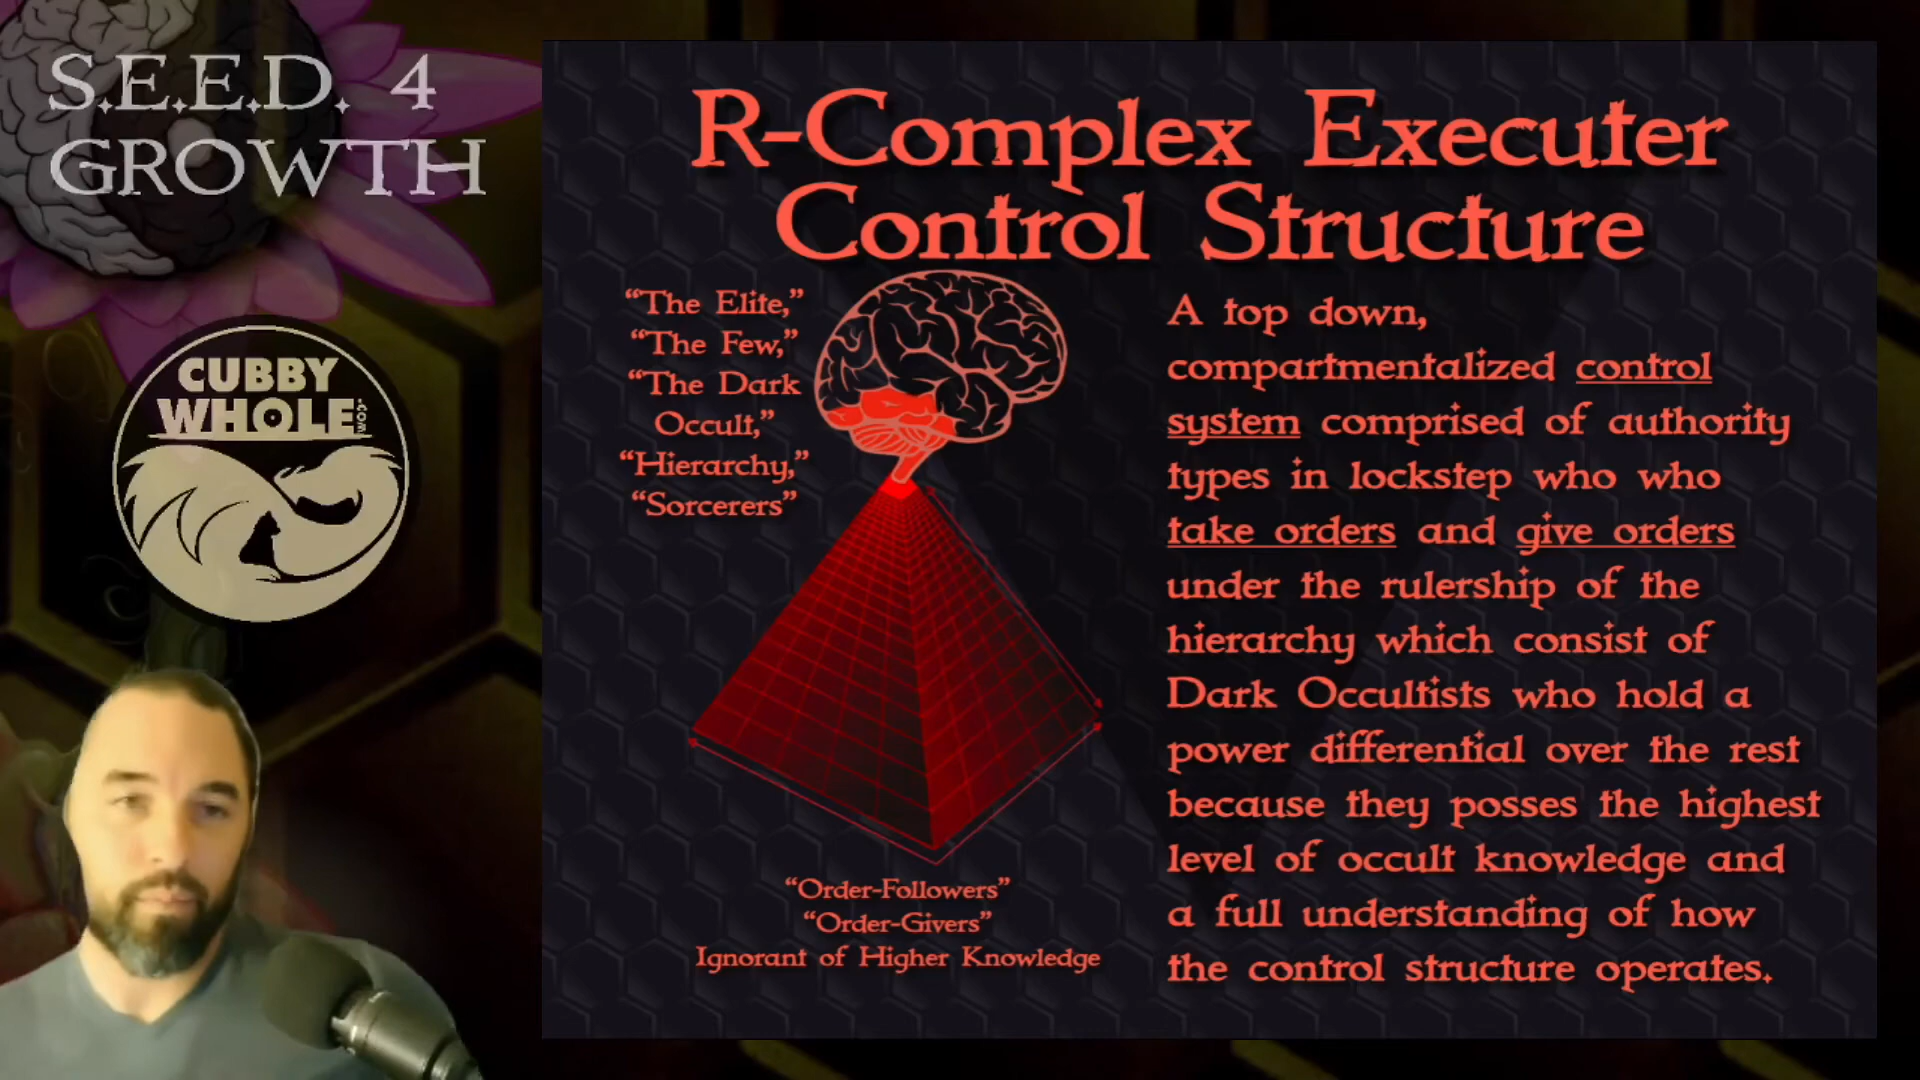 S.E.E.D. 4
GROWTH
CUBBY
WHOLE.COM
R-Complex Executer
Control Structure
“The Elite,”
“The Few,”
“The Dark
Occult,”
“Hierarchy,”
“Sorcerers”
“Order-Followers”
“Order-Givers”
Ignorant of Higher Knowledge
A top down,
compartmentalized control
system comprised of authority
types in lockstep who who
take orders and give orders
under the rulership of the
hierarchy which consist of
Dark Occultists who hold a
power differential over the rest
because they posses the highest
level of occult knowledge and
a full understanding of how
the control structure operates.